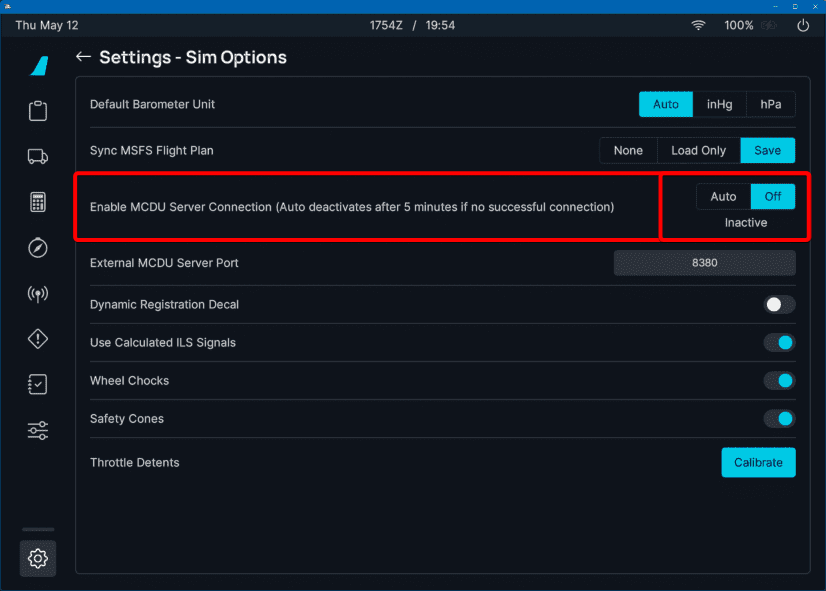 Thu May 12
1754Z / 19:54
100%
Settings - Sim Options
Default Barometer Unit
Auto
inHg
hPa
Sync MSFS Flight Plan
None
Load Only
Save
Enable MCDU Server Connection (Auto deactivates after 5 minutes if no successful connection)
Auto
Off
Inactive
External MCDU Server Port
8380
Dynamic Registration Decal
Use Calculated ILS Signals
Wheel Chocks
Safety Cones
Throttle Detents
Calibrate